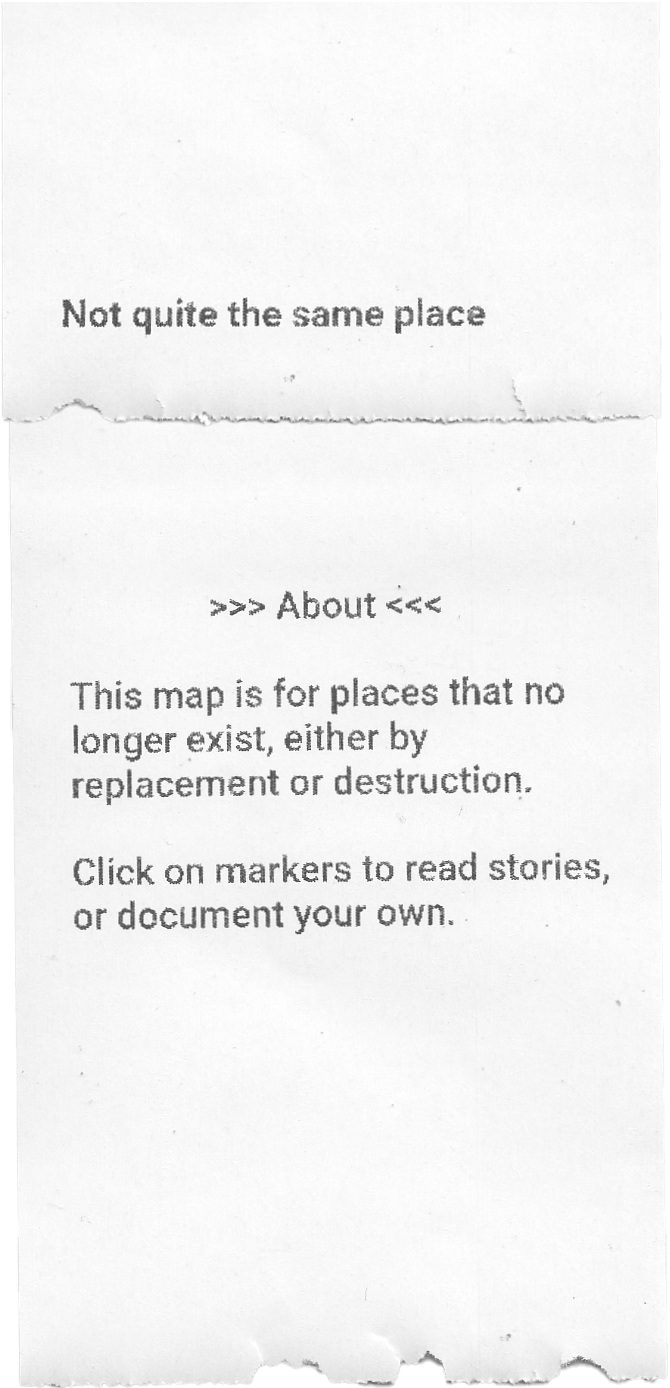 Not quite the same place
>>> About <<<
This map is for places that no
longer exist, either by
replacement or destruction.
Click on markers to read stories,
or document your own.